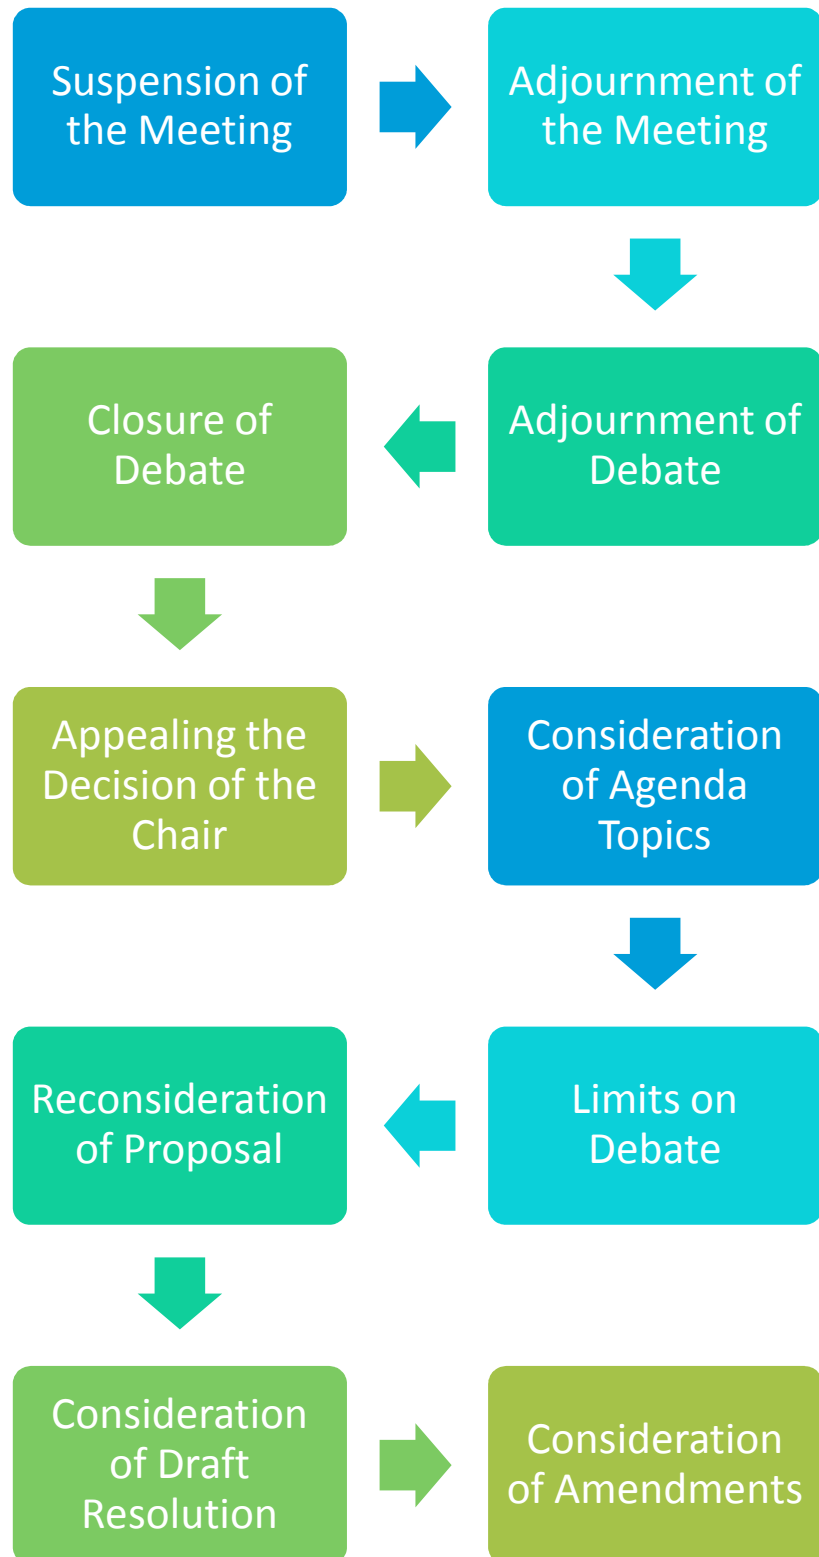 Suspension of
the Meeting
Adjournment of
the Meeting
Adjournment of
Debate
Closure of
Debate
Appealing the
Decision of the
Chair
Consideration
of Agenda
Topics
Limits on
Debate
Reconsideration
of Proposal
Consideration
of Draft
Resolution
Consideration
of Amendments